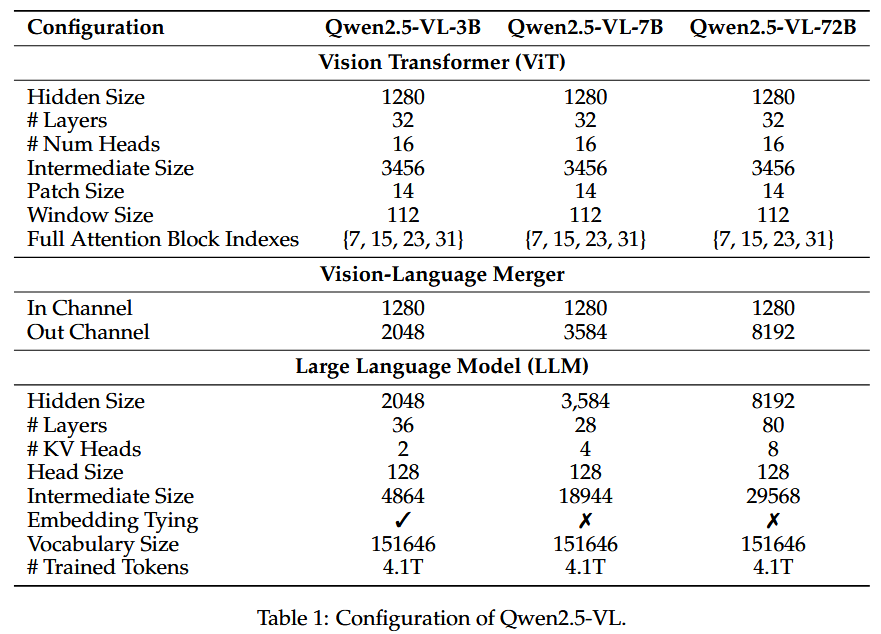 Configuration Qwen2.5-VL-3B Qwen2.5-VL-7B Qwen2.5-VL-72B
Vision Transformer (ViT)
Hidden Size 1280 1280 1280
# Layers 32 32 32
# Num Heads 16 16 16
Intermediate Size 3456 3456 3456
Patch Size 14 14 14
Window Size 112 112 112
Full Attention Block Indexes {7, 15, 23, 31} {7, 15, 23, 31} {7, 15, 23, 31}
Vision-Language Merger
In Channel 1280 1280 1280
Out Channel 2048 3584 8192
Large Language Model (LLM)
Hidden Size 2048 3,584 8192
# Layers 36 28 80
# KV Heads 2 4 8
Head Size 128 128 128
Intermediate Size 4864 18944 29568
Embedding Tying ✓ ✗ ✗
Vocabulary Size 151646 151646 151646
# Trained Tokens 4.1T 4.1T 4.1T
Table 1: Configuration of Qwen2.5-VL.